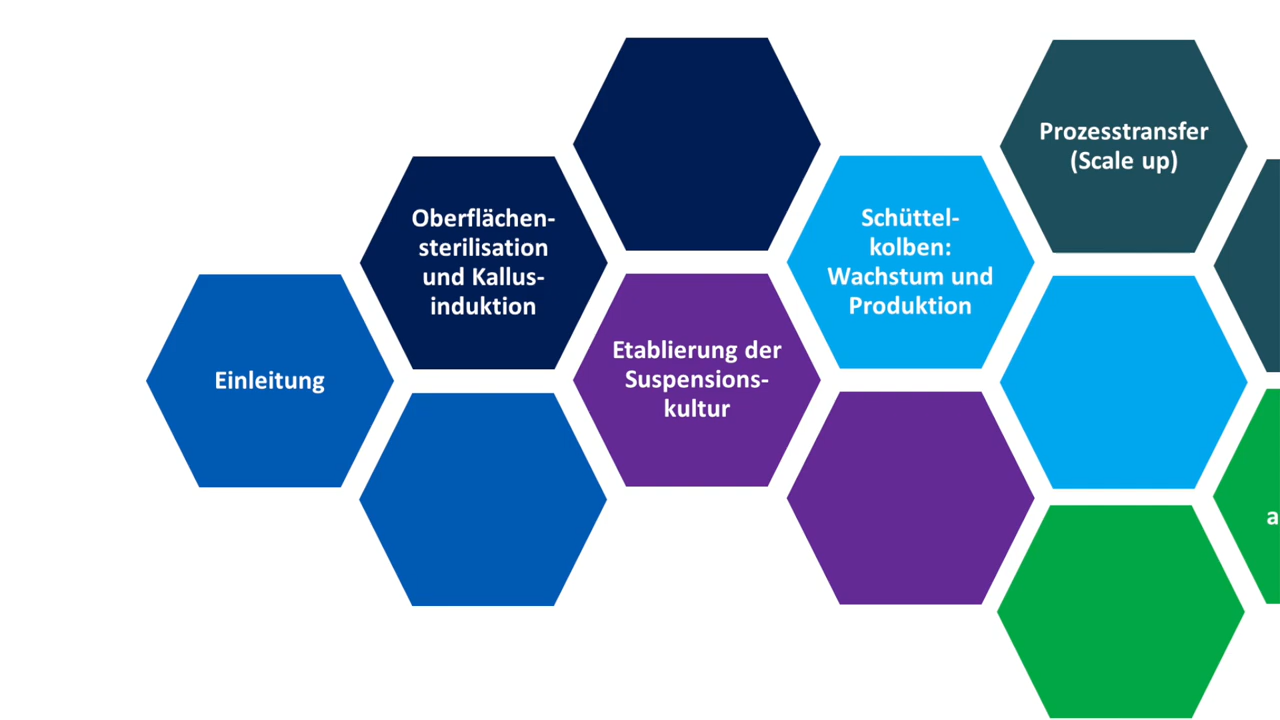 Einleitung
Oberflächen-
sterilisation
und Kallus-
induktion
Etablierung der
Suspensions-
kultur
Schüttel-
kolben:
Wachstum und
Produktion
Prozesstransfer
(Scale up)